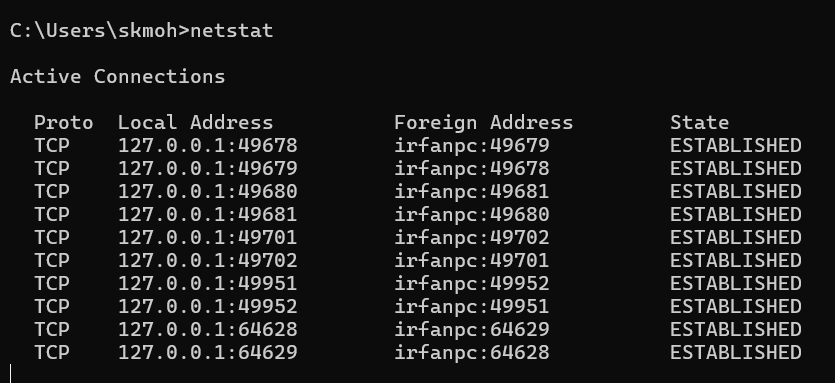 C:\Users\skmoh>netstat
Active Connections
Proto  Local Address          Foreign Address        State
TCP    127.0.0.1:49678        irfanpc:49679          ESTABLISHED
TCP    127.0.0.1:49679        irfanpc:49678          ESTABLISHED
TCP    127.0.0.1:49680        irfanpc:49681          ESTABLISHED
TCP    127.0.0.1:49681        irfanpc:49680          ESTABLISHED
TCP    127.0.0.1:49701        irfanpc:49702          ESTABLISHED
TCP    127.0.0.1:49702        irfanpc:49701          ESTABLISHED
TCP    127.0.0.1:49951        irfanpc:49952          ESTABLISHED
TCP    127.0.0.1:49952        irfanpc:49951          ESTABLISHED
TCP    127.0.0.1:64628        irfanpc:64629          ESTABLISHED
TCP    127.0.0.1:64629        irfanpc:64628          ESTABLISHED